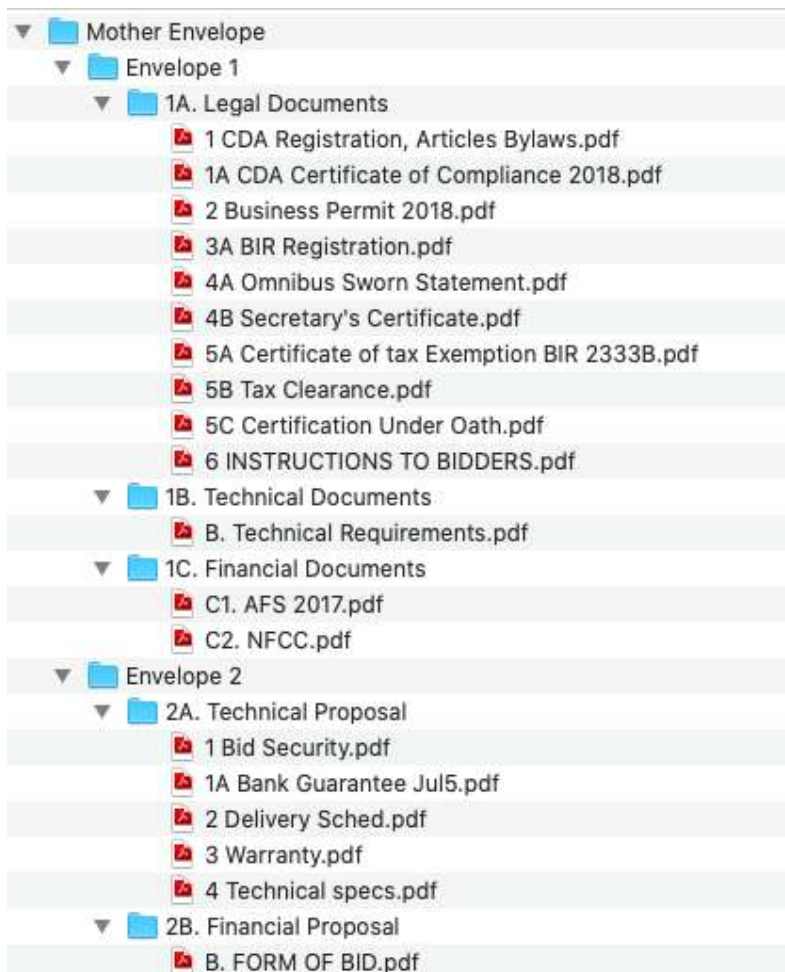 Mother Envelope
Envelope 1
1A. Legal Documents
1 CDA Registration, Articles Bylaws.pdf
1A CDA Certificate of Compliance 2018.pdf
2 Business Permit 2018.pdf
3A BIR Registration.pdf
4A Omnibus Sworn Statement.pdf
4B Secretary's Certificate.pdf
5A Certificate of tax Exemption BIR 2333B.pdf
5B Tax Clearance.pdf
5C Certification Under Oath.pdf
6 INSTRUCTIONS TO BIDDERS.pdf
1B. Technical Documents
B. Technical Requirements.pdf
1C. Financial Documents
C1. AFS 2017.pdf
C2. NFCC.pdf
Envelope 2
2A. Technical Proposal
1 Bid Security.pdf
1A Bank Guarantee Jul5.pdf
2 Delivery Sched.pdf
3 Warranty.pdf
4 Technical specs.pdf
2B. Financial Proposal
B. FORM OF BID.pdf